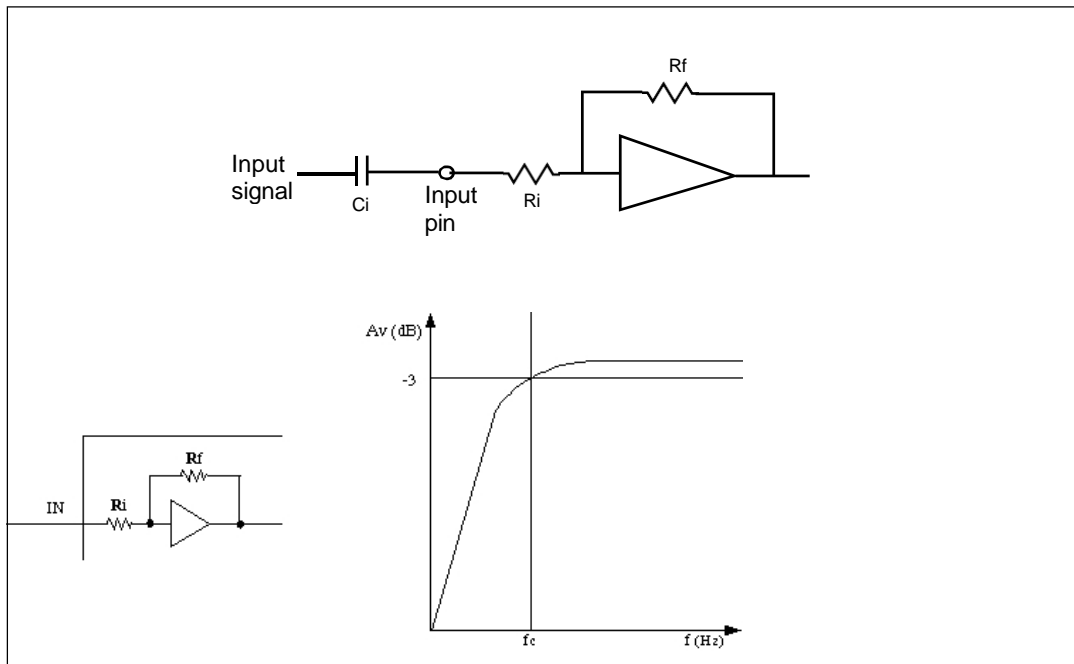 Rf
Input
signal
Ci
Input
pin
Ri
Av (dB)
-3
Rf
IN
Ri
fc
f (Hz)